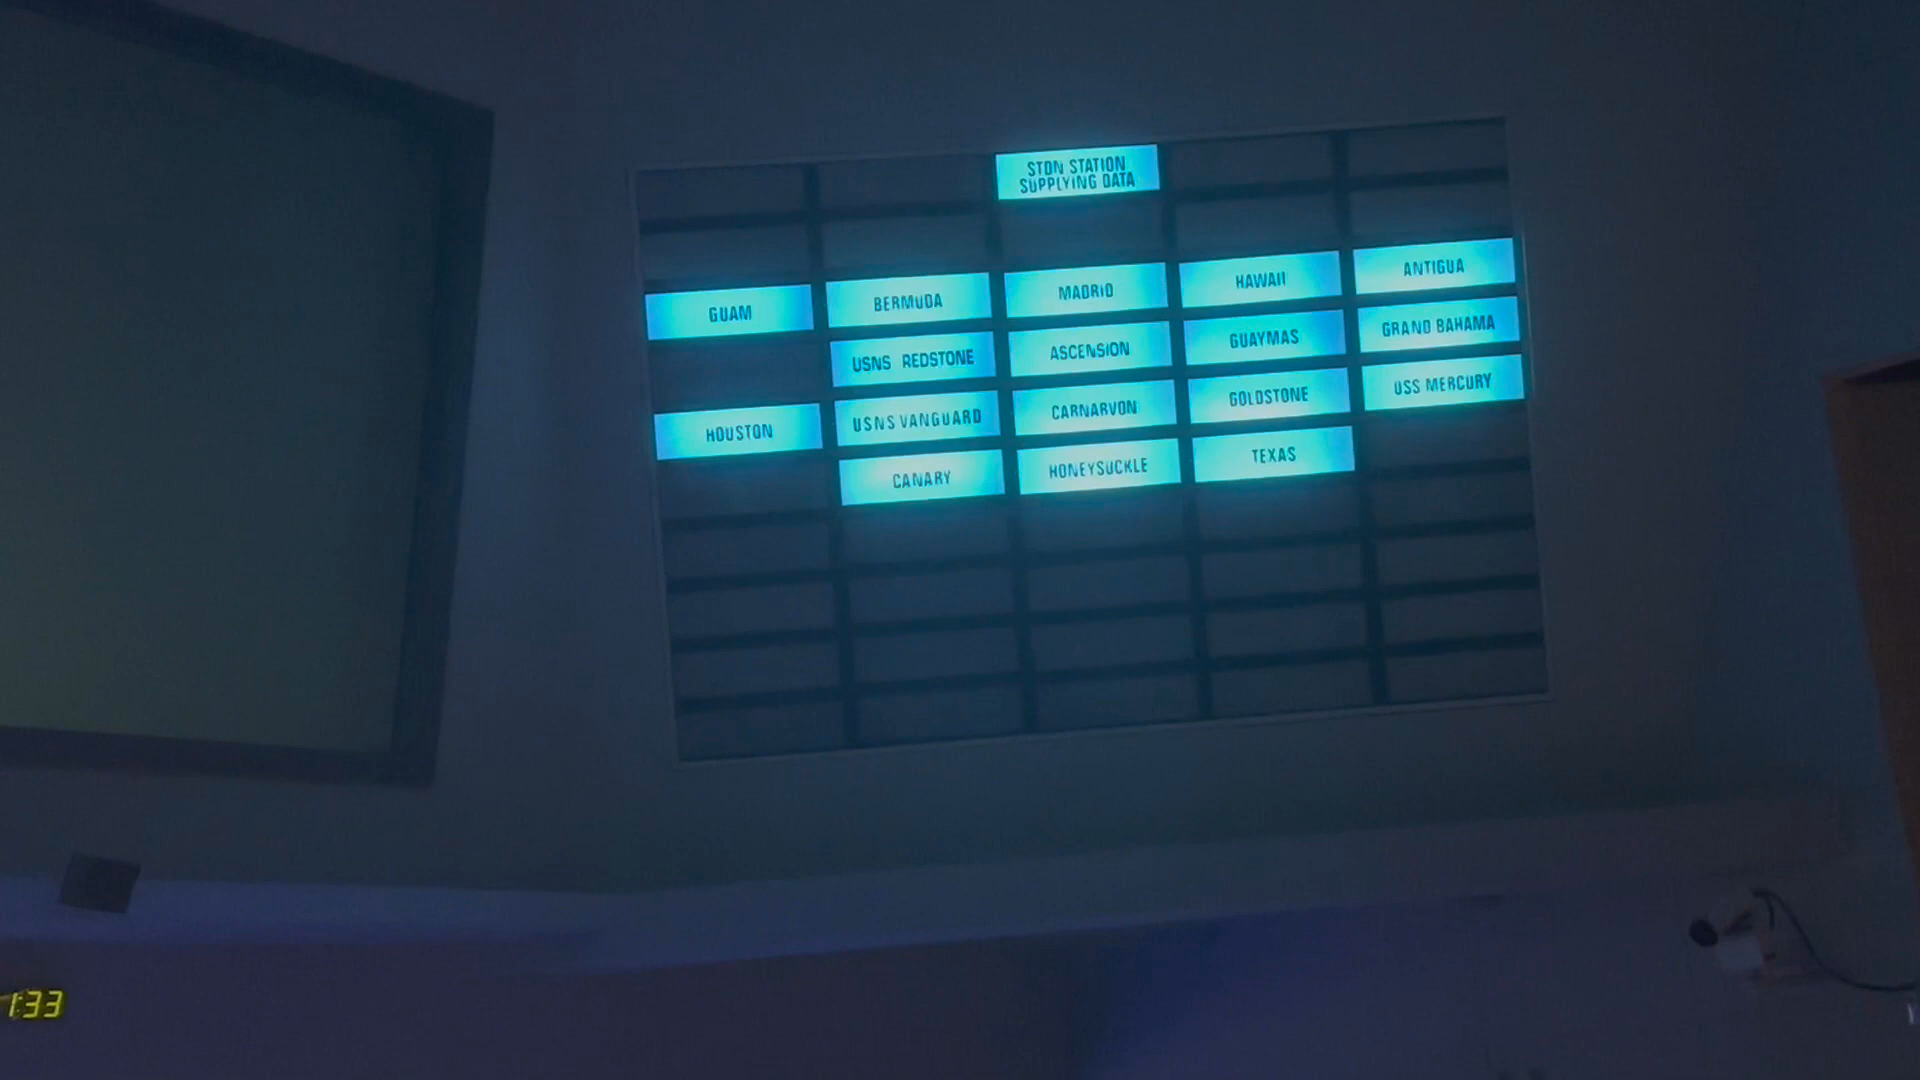 STDN STATION
SUPPLYING DATA
GUAM
BERMUDA
MADRID
HAWAII
ANTIGUA
USNS REDSTONE
ASCENSION
GUAYMAS
GRAND BAHAMA
HOUSTON
USNS VANGUARD
CARNARVON
GOLDSTONE
USS MERCURY
CANARY
HONEYSUCKLE
TEXAS
1:33